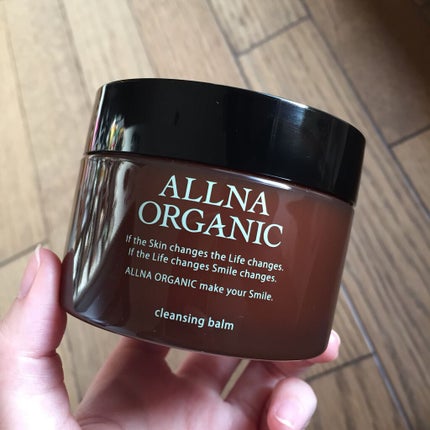 ALLNA
ORGANIC
If the Skin changes the Life changes.
If the Life changes Smile changes.
ALLNA ORGANIC make your Smile.
cleansing balm